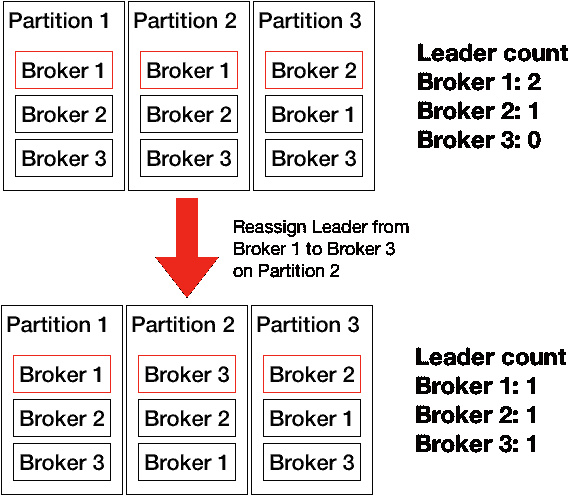 Partition 1
Broker 1
Broker 2
Broker 3
Partition 2
Broker 1
Broker 2
Broker 3
Partition 3
Broker 2
Broker 1
Broker 3
Leader count
Broker 1: 2
Broker 2: 1
Broker 3: 0
Reassign Leader from
Broker 1 to Broker 3
on Partition 2
Partition 1
Broker 1
Broker 2
Broker 3
Partition 2
Broker 3
Broker 2
Broker 1
Partition 3
Broker 2
Broker 1
Broker 3
Leader count
Broker 1: 1
Broker 2: 1
Broker 3: 1